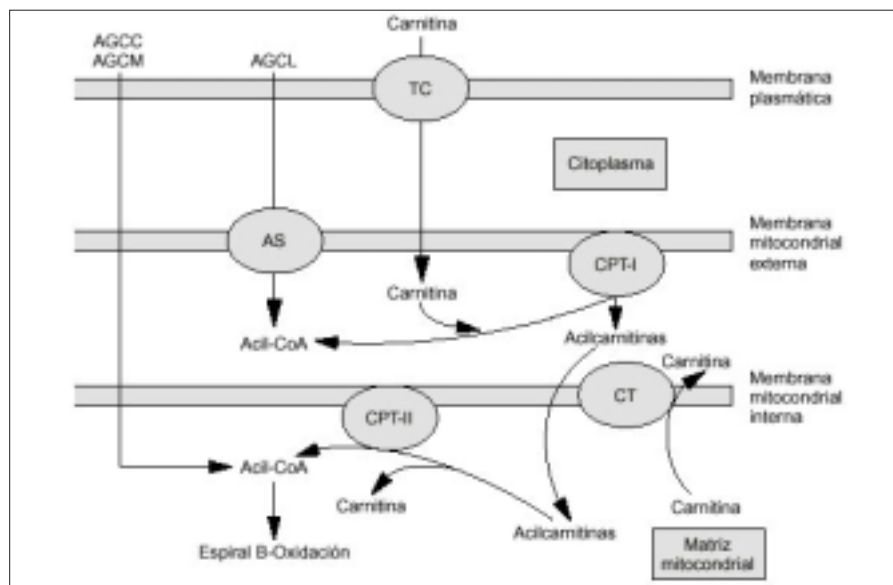 AGCC
AGCM
AGCL
Carnitina
TC
Membrana
plasmática
Citoplasma
AS
CPT-I
Membrana
mitocondrial
externa
Carnitina
Acil-CoA
Acilcarnitinas
Carnitina
CT
Membrana
mitocondrial
interna
CPT-II
Acil-CoA
Carnitina
Carnitina
Acilcarnitinas
Espiral B-Oxidación
Matriz
mitocondrial